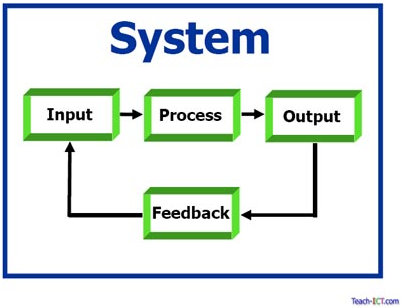 System
Input
Process
Output
Feedback
Teach-ICT.com